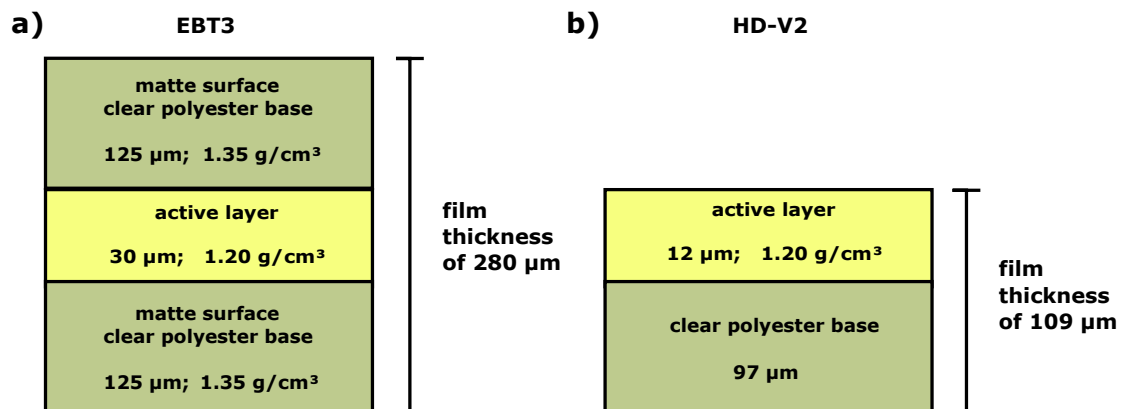 a)
EBT3
matte surface
clear polyester base
125 µm;  1.35 g/cm³
active layer
30 µm;  1.20 g/cm³
matte surface
clear polyester base
125 µm; 1.35 g/cm³
film
thickness
of 280 µm
b)
HD-V2
active layer
12 µm;  1.20 g/cm³
clear polyester base
97 µm
film
thickness
of 109 µm